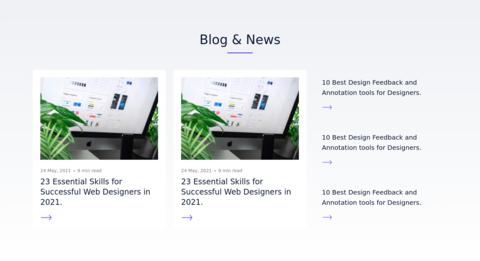 Blog & News
24 May, 2021 • 9 min read
23 Essential Skills for
Successful Web Designers in
2021.
24 May, 2021 • 9 min read
23 Essential Skills for
Successful Web Designers in
2021.
10 Best Design Feedback and
Annotation tools for Designers.
10 Best Design Feedback and
Annotation tools for Designers.
10 Best Design Feedback and
Annotation tools for Designers.